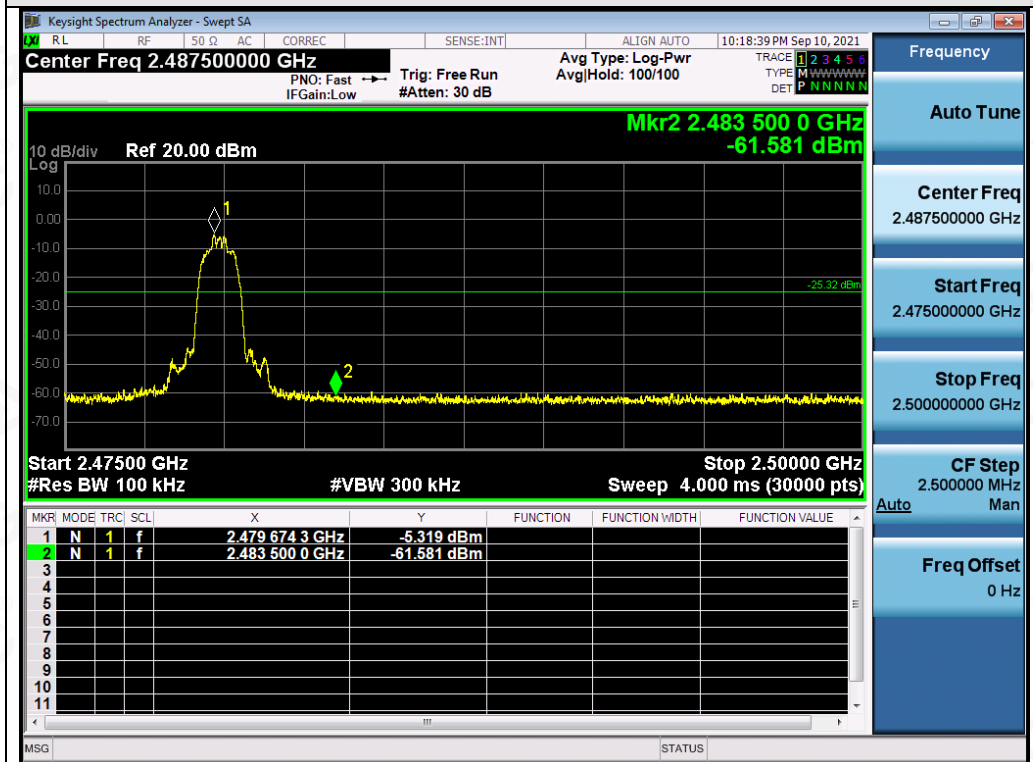 Keysight Spectrum Analyzer - Swept SA
LXI RL RF 50 Ω AC CORREC SENSE:INT ALIGN AUTO 10:18:39 PM Sep 10, 2021
Center Freq 2.487500000 GHz
PNO: Fast
IFGain:Low
Trig: Free Run
#Atten: 30 dB
Avg Type: Log-Pwr
Avg|Hold: 100/100
TRACE 1 2 3 4 5 6
TYPE M WWWWW
DET P N N N N N
Mkr2 2.483 500 0 GHz
-61.581 dBm
10 dB/div Ref 20.00 dBm
Log
10.0
0.00
-10.0
-20.0
-30.0
-40.0
-50.0
-60.0
-70.0
1
2
-25.32 dBm
Start 2.47500 GHz Stop 2.50000 GHz
#Res BW 100 kHz #VBW 300 kHz Sweep 4.000 ms (30000 pts)
MKR MODE TRC SCL X Y FUNCTION FUNCTION WIDTH FUNCTION VALUE
1 N 1 f 2.479 674 3 GHz -5.319 dBm
2 N 1 f 2.483 500 0 GHz -61.581 dBm
3
4
5
6
7
8
9
10
11
MSG STATUS
Frequency
Auto Tune
Center Freq
2.487500000 GHz
Start Freq
2.475000000 GHz
Stop Freq
2.500000000 GHz
CF Step
2.500000 MHz
Auto Man
Freq Offset
0 Hz